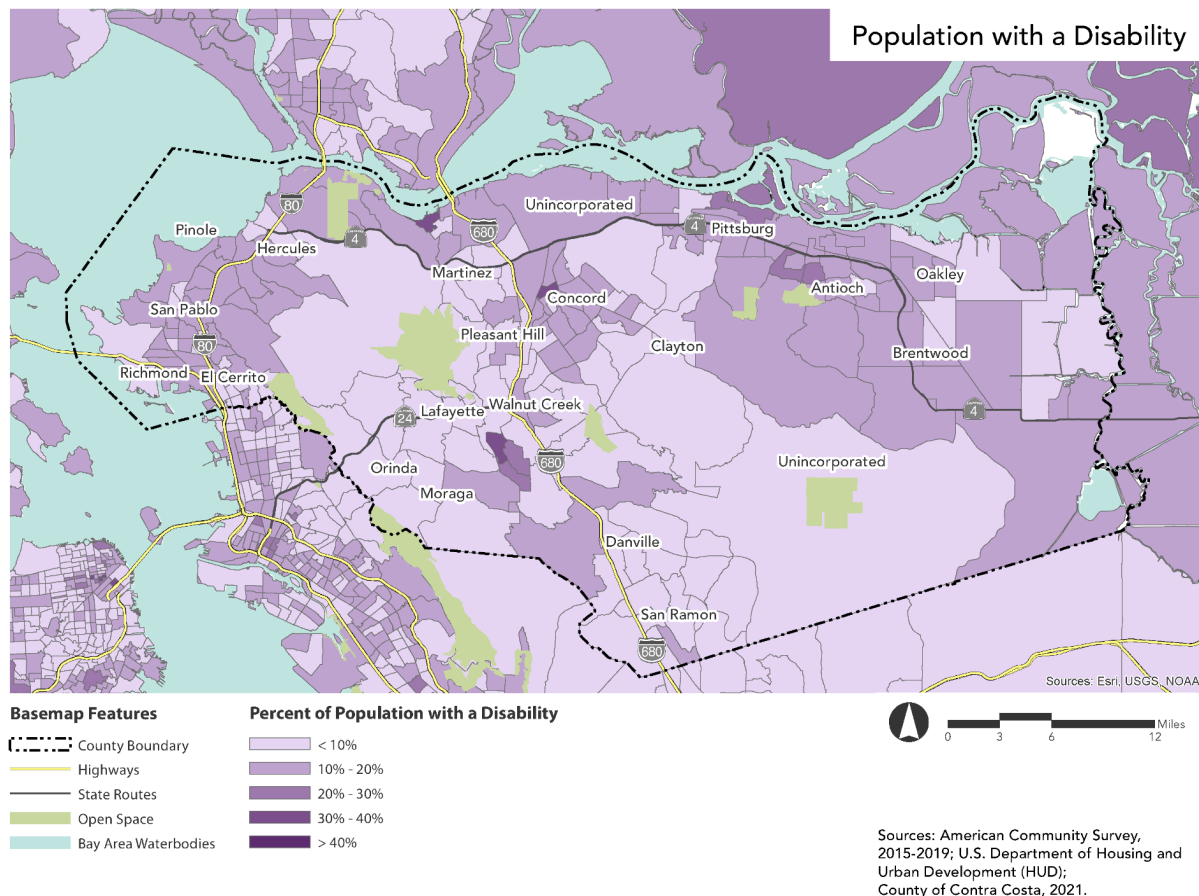 Population with a Disability
Unincorporated
80
Pinole
680
4
Pittsburg
4
Hercules
Martinez
Oakley
Antioch
Concord
San Pablo
Pleasant Hill
80
Clayton
Brentwood
Richmond
El Cerrito
Walnut Creek
Lafayette
24
4
680
Unincorporated
Orinda
Moraga
Danville
San Ramon
680
Sources: Esri, USGS, NOAA
Basemap Features
County Boundary
Highways
State Routes
Open Space
Bay Area Waterbodies
Percent of Population with a Disability
< 10%
10% - 20%
20% - 30%
30% - 40%
> 40%
Miles
0 3 6 12
Sources: American Community Survey,
2015-2019; U.S. Department of Housing and
Urban Development (HUD);
County of Contra Costa, 2021.